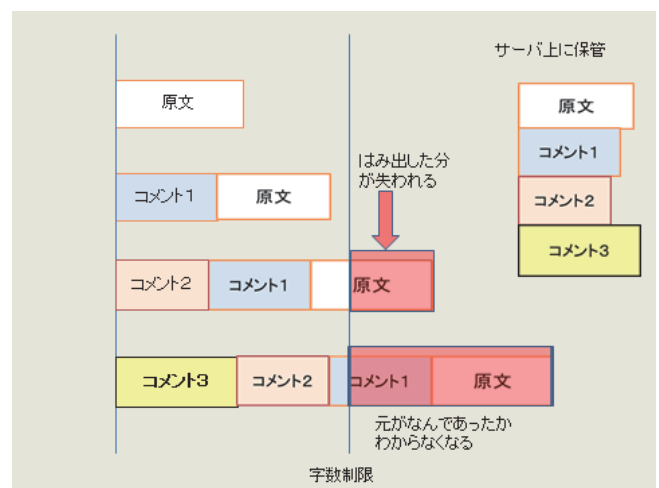 サーバ上に保管
原文
原文
コメント1
コメント2
コメント3
はみ出した分
が失われる
コメント1 原文
コメント2 コメント1 原文
コメント3 コメント2 コメント1 原文
元がなんであったか
わからなくなる
字数制限